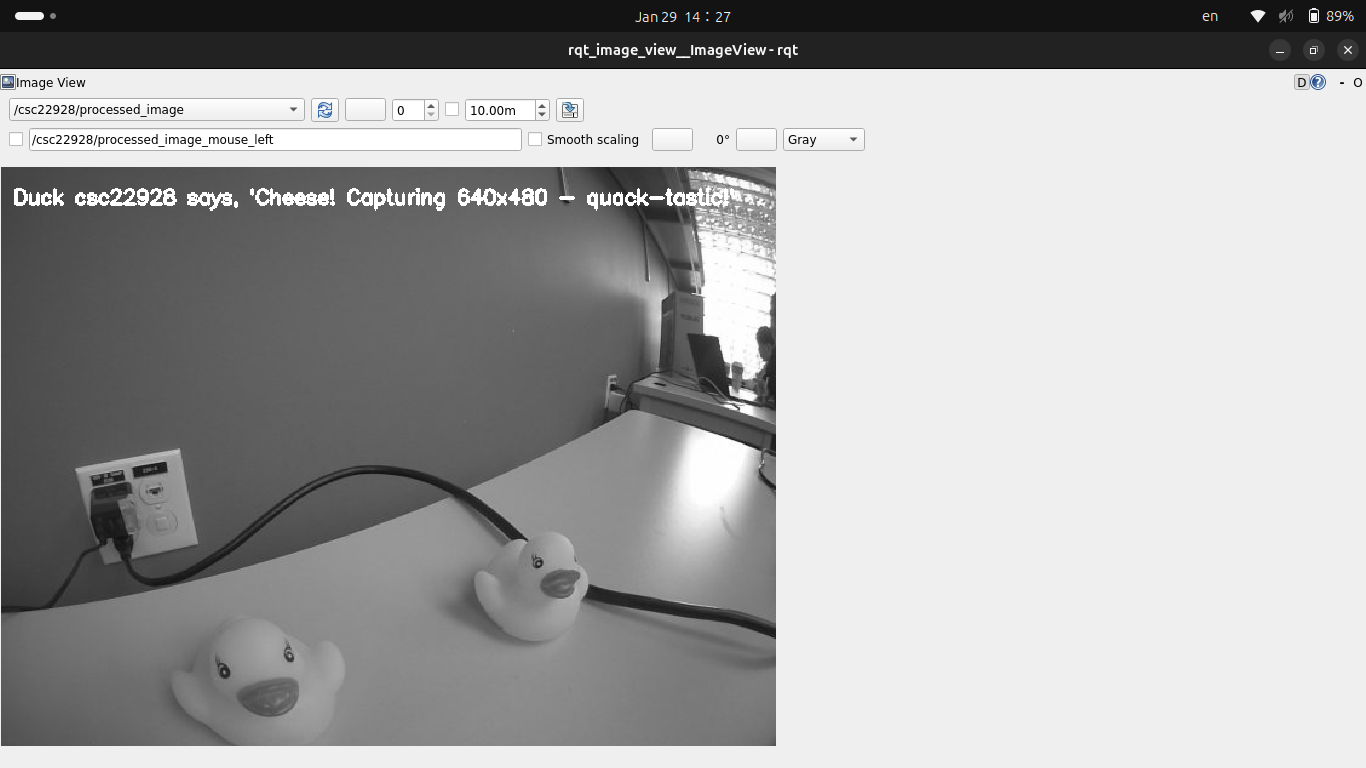 Jan 29 14:27
en
89%
rqt_image_view__ImageView - rqt
Image View
D
- O
/csc22928/processed_image
0
10.00m
/csc22928/processed_image_mouse_left
Smooth scaling
0°
Gray
Duck csc22928 says, 'Cheese! Capturing 640x480 - quack-tastic!'